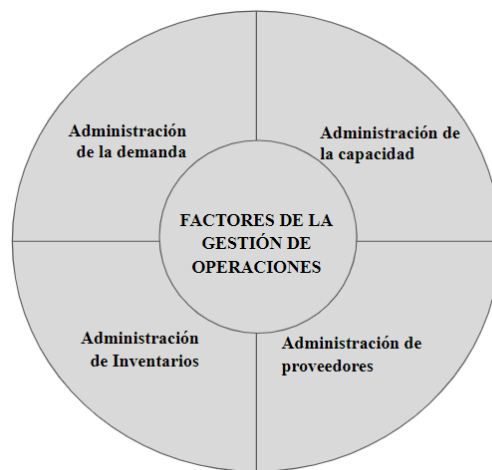 Administración
de la demanda
Administración de
la capacidad
FACTORES DE LA
GESTIÓN DE
OPERACIONES
Administración
de Inventarios
Administración de
proveedores